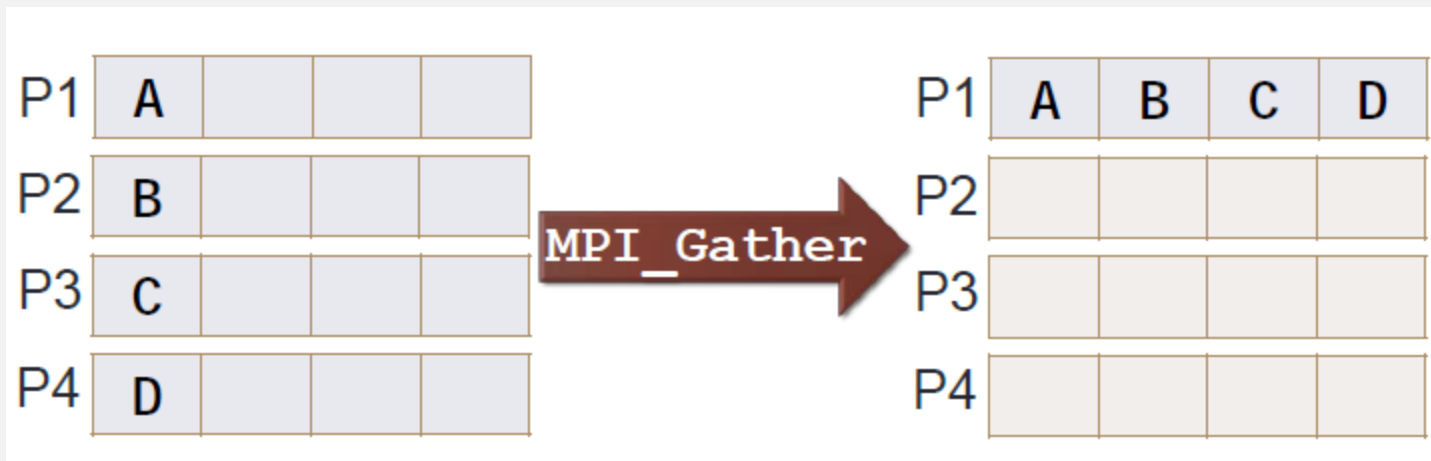 P1 A
P2 B
P3 C
P4 D
MPI_Gather
P1 A B C D
P2
P3
P4